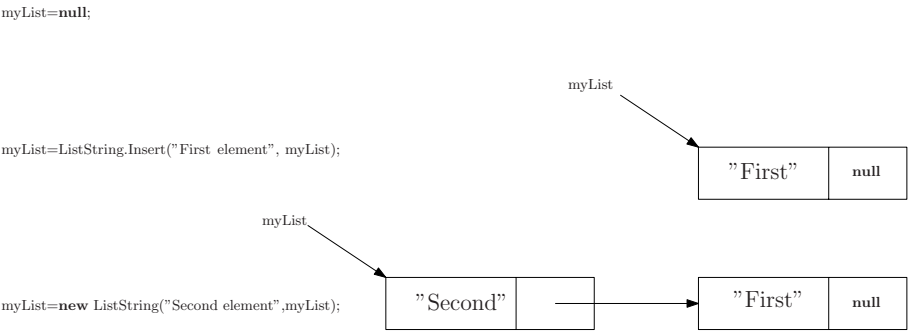 myList=null;
myList
myList=ListString.Insert(”First element”, myList);
”First” null
myList
myList=new ListString(”Second element”,myList);
”Second” ”First” null